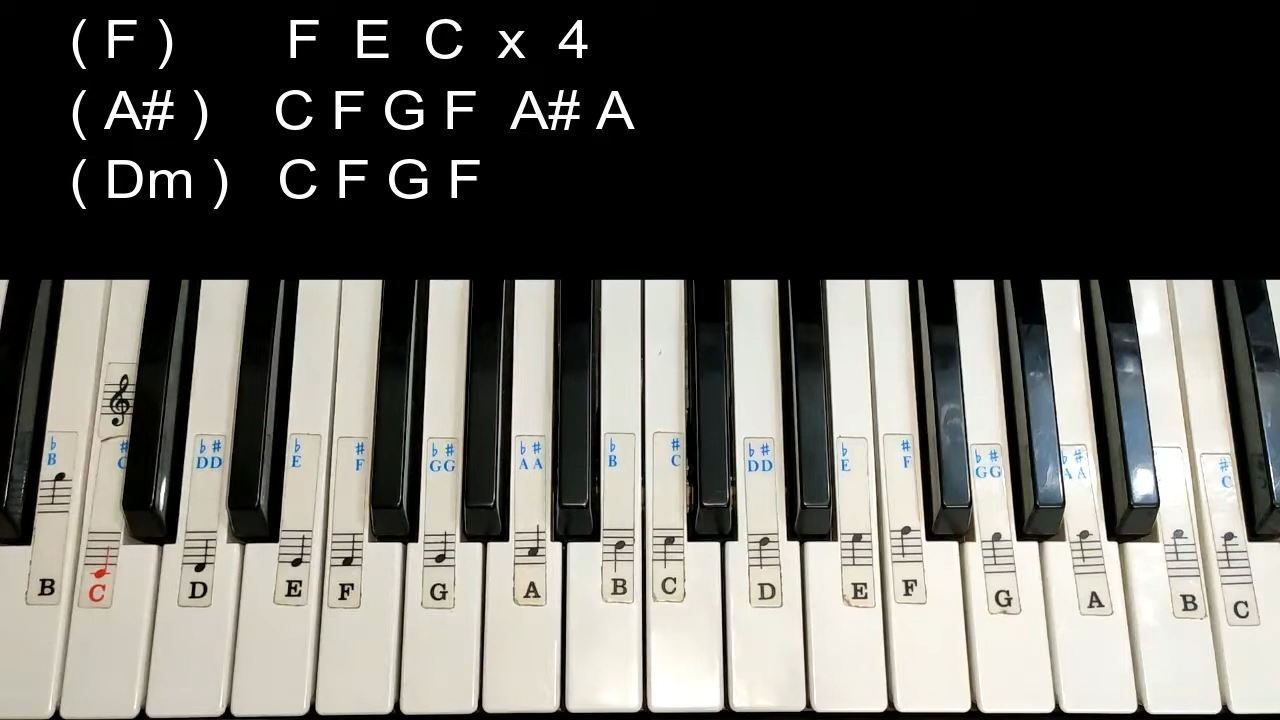 ( F ) F E C x 4
( A# ) C F G F A# A
( Dm ) C F G F
♭ B ♯ C ♭ ♯ D D ♭ E ♯ F ♭ ♯ G G ♭ ♯ A A ♭ B ♯ C ♭ ♯ D D ♭ E ♯ F ♭ ♯ G G ♭ ♯ A A ♯ C
B C D E F G A B C D E F G A B C